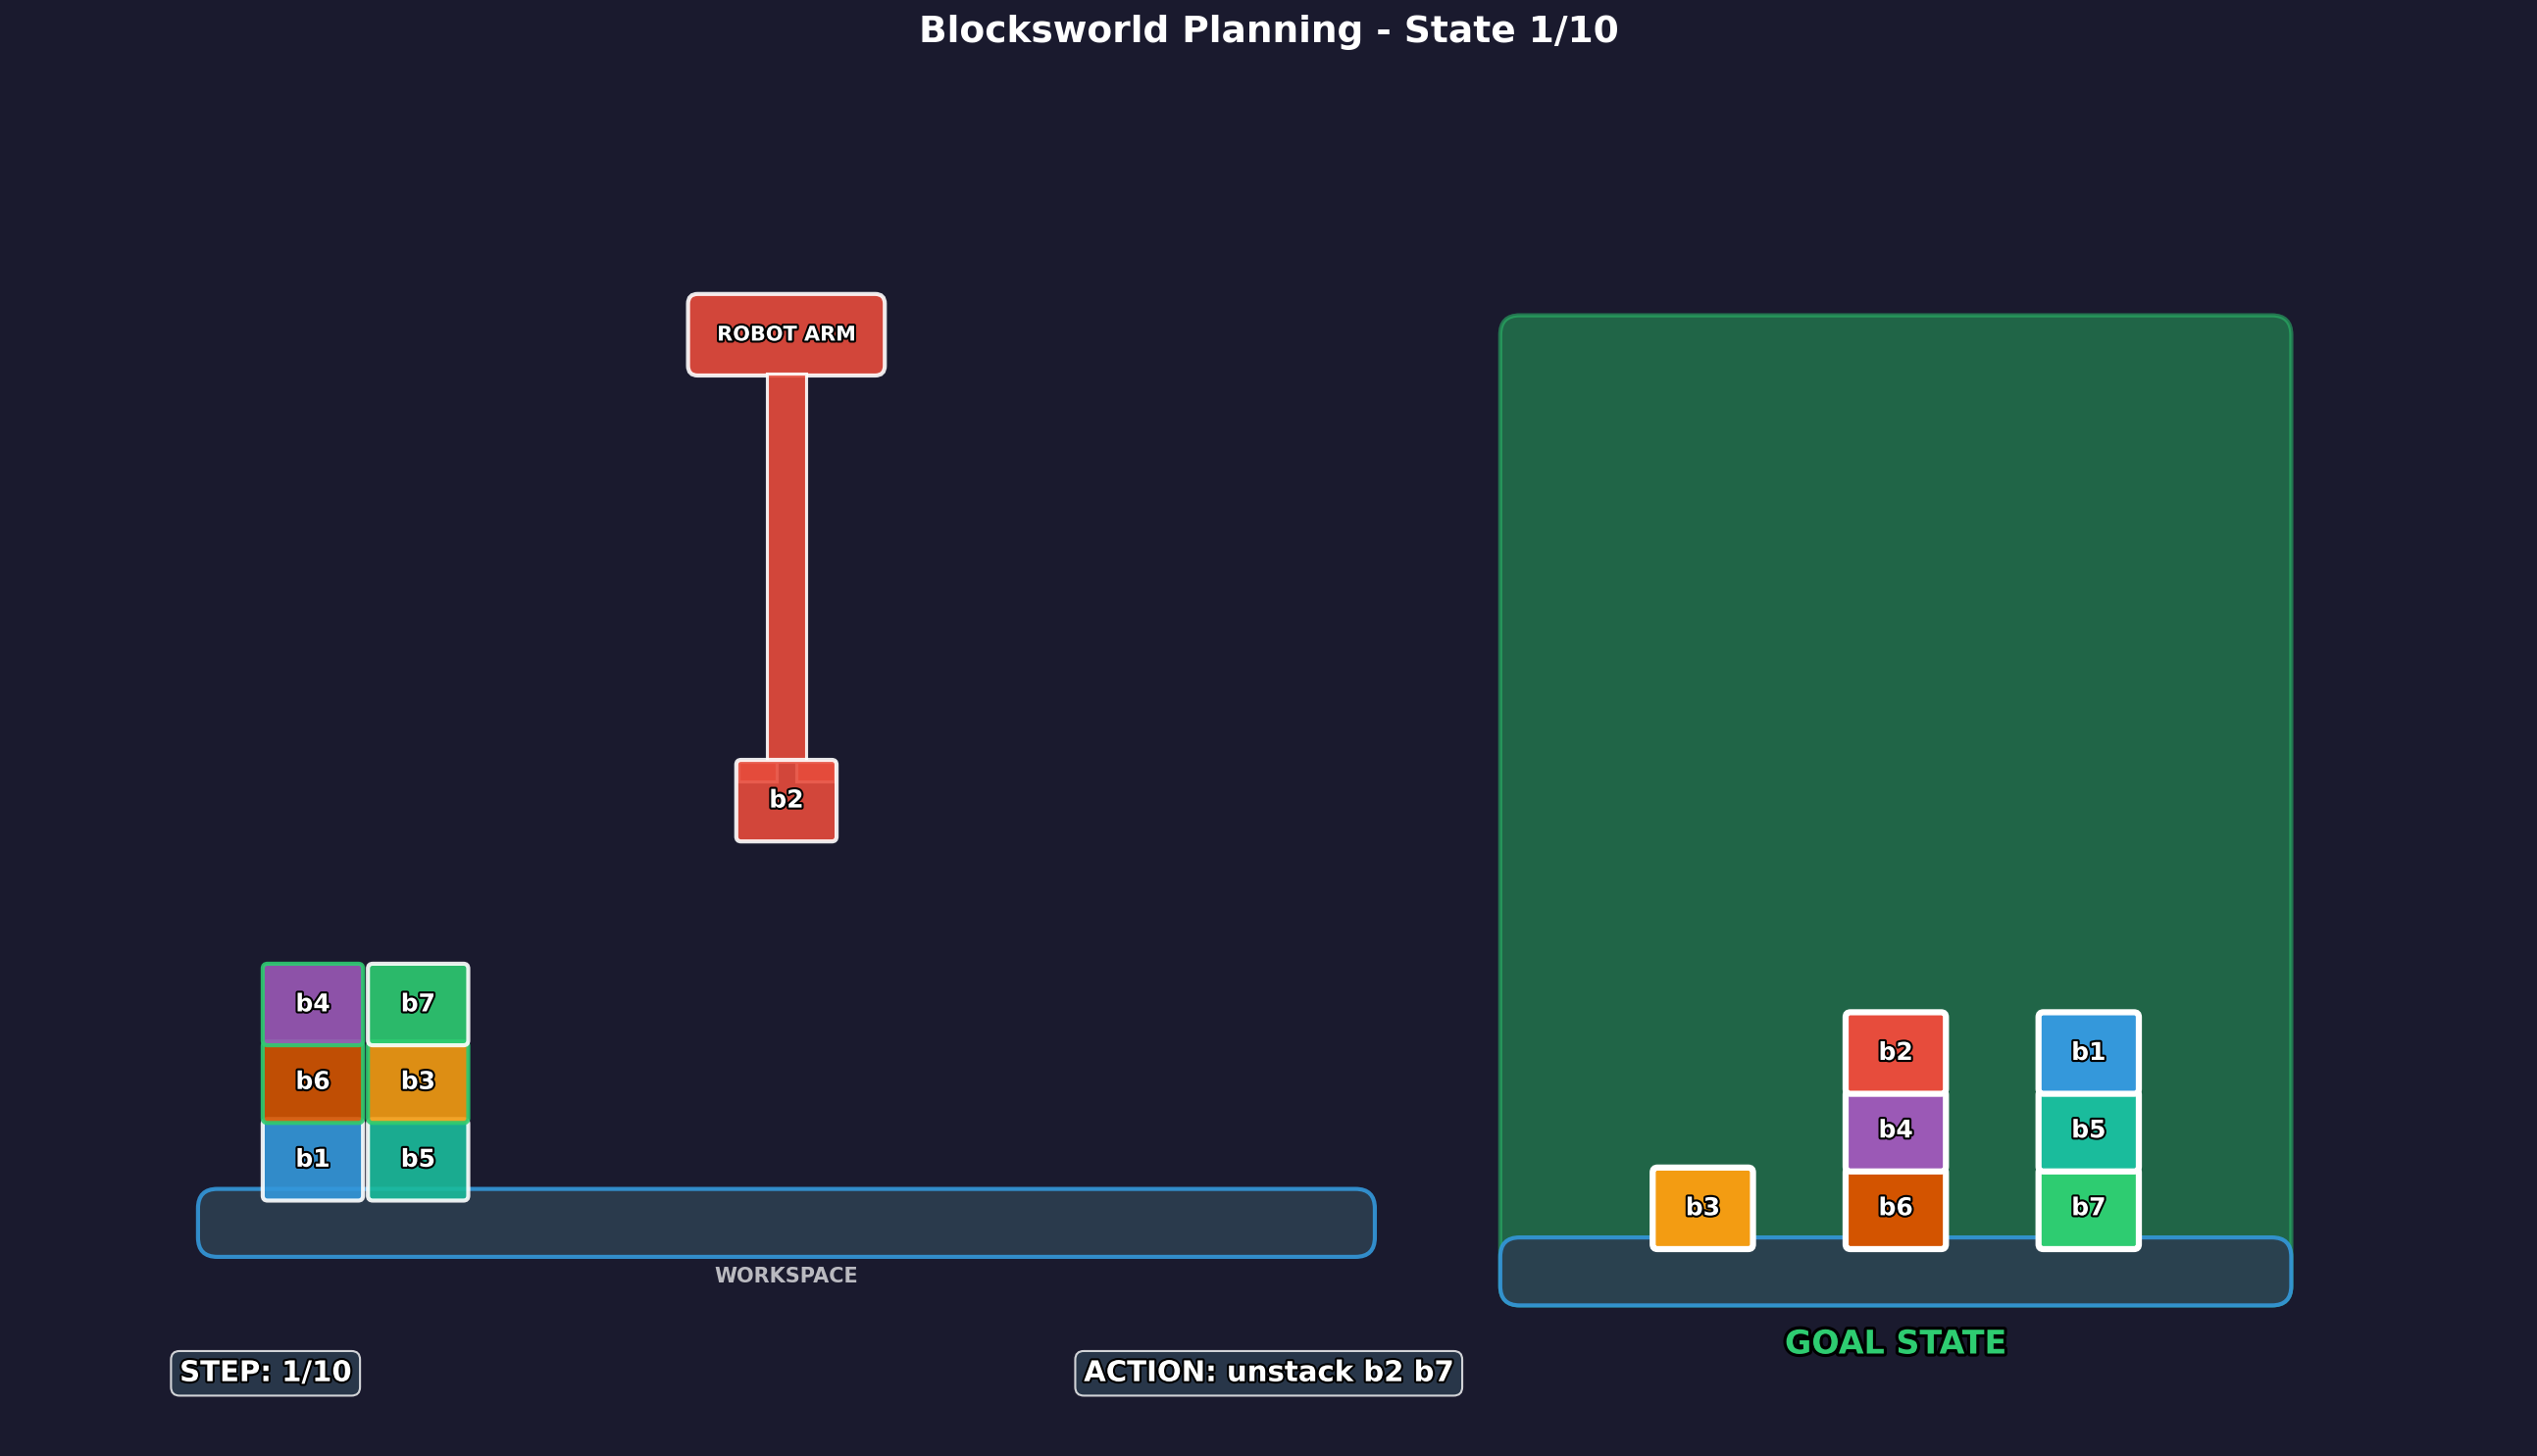 Blocksworld Planning - State 1/10
ROBOT ARM
b2
b4 b7
b6 b3
b1 b5
WORKSPACE
b2 b1
b4 b5
b3 b6 b7
GOAL STATE
STEP: 1/10
ACTION: unstack b2 b7